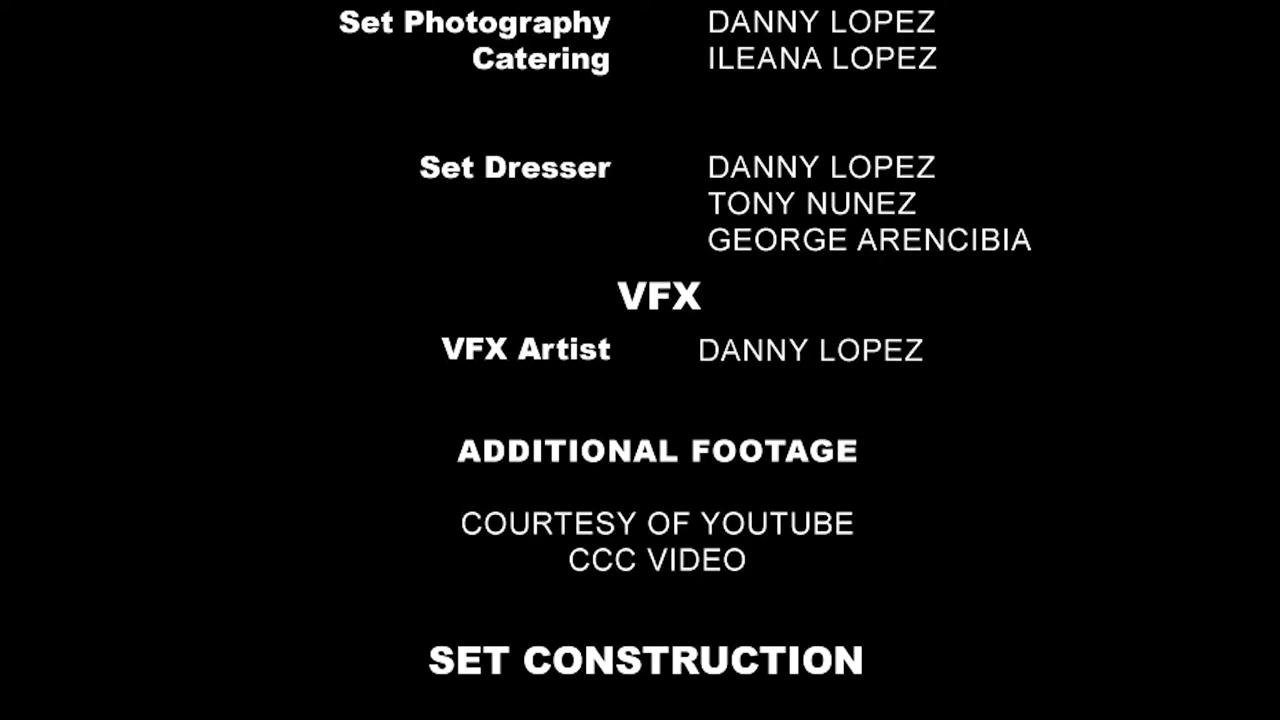 Set Photography DANNY LOPEZ
Catering ILEANA LOPEZ
Set Dresser DANNY LOPEZ
TONY NUNEZ
GEORGE ARENCIBIA
VFX
VFX Artist DANNY LOPEZ
ADDITIONAL FOOTAGE
COURTESY OF YOUTUBE
CCC VIDEO
SET CONSTRUCTION